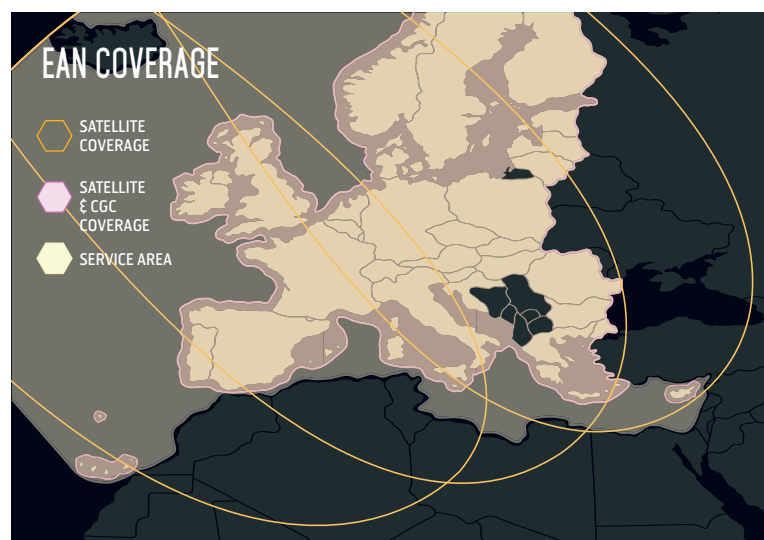 EAN COVERAGE
SATELLITE
COVERAGE
SATELLITE
& CGC
COVERAGE
SERVICE AREA